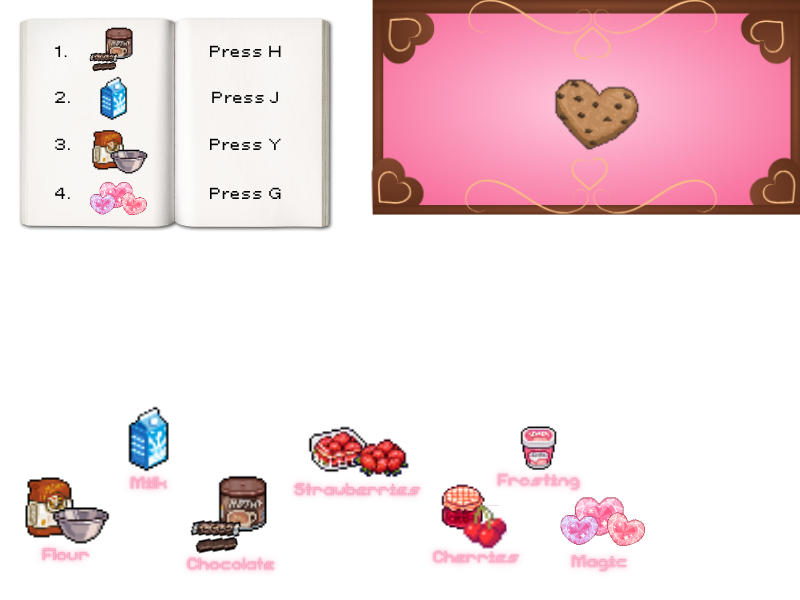 1. Press H
2. Press J
3. Press Y
4. Press G
Milk
Strawberries
Frosting
Flour
Chocolate
Cherries
Magic